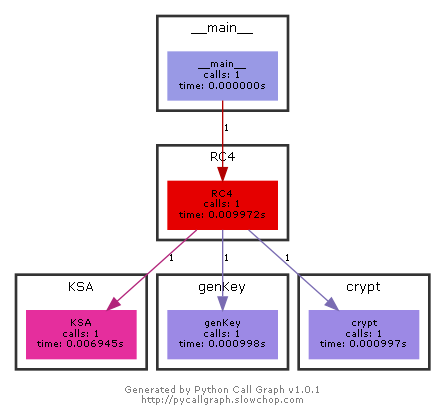 __main__
__main__
calls: 1
time: 0.000000s
1
RC4
RC4
calls: 1
time: 0.009972s
1
1
1
KSA
genKey
crypt
KSA
calls: 1
time: 0.006945s
genKey
calls: 1
time: 0.000998s
crypt
calls: 1
time: 0.000997s
Generated by Python Call Graph v1.0.1
http://pycallgraph.slowchop.com